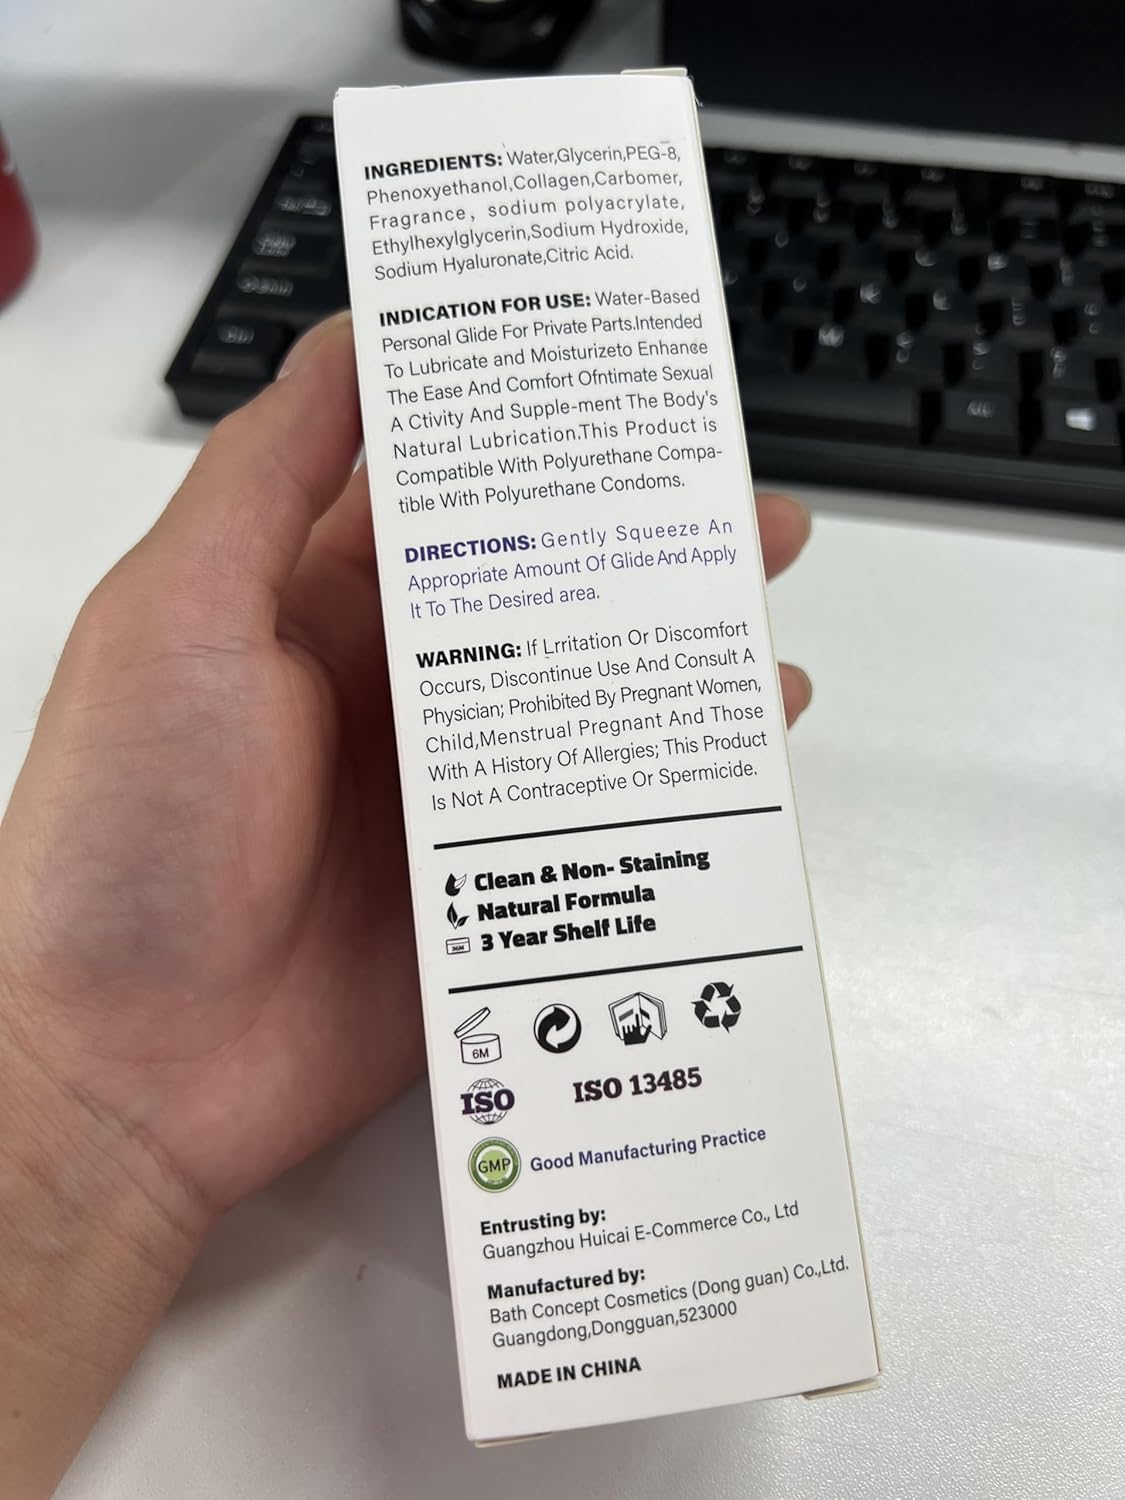 INGREDIENTS: Water,Glycerin,PEG-8,
Phenoxyethanol,Collagen,Carbomer,
Fragrance, sodium polyacrylate,
Ethylhexylglycerin,Sodium Hydroxide,
Sodium Hyaluronate,Citric Acid.
INDICATION FOR USE: Water-Based
Personal Glide For Private Parts.Intended
To Lubricate and Moisturizeto Enhance
The Ease And Comfort Ofntimate Sexual
A Ctivity And Supple-ment The Body's
Natural Lubrication.This Product is
Compatible With Polyurethane Compa-
tible With Polyurethane Condoms.
DIRECTIONS: Gently Squeeze An
Appropriate Amount Of Glide And Apply
It To The Desired area.
WARNING: If Lrritation Or Discomfort
Occurs, Discontinue Use And Consult A
Physician; Prohibited By Pregnant Women,
Child,Menstrual Pregnant And Those
With A History Of Allergies; This Product
Is Not A Contraceptive Or Spermicide.
Clean & Non- Staining
Natural Formula
36M 3 Year Shelf Life
6M
ISO ISO 13485
GMP Good Manufacturing Practice
Entrusting by:
Guangzhou Huicai E-Commerce Co., Ltd
Manufactured by:
Bath Concept Cosmetics (Dong guan) Co.,Ltd.
Guangdong,Dongguan,523000
MADE IN CHINA